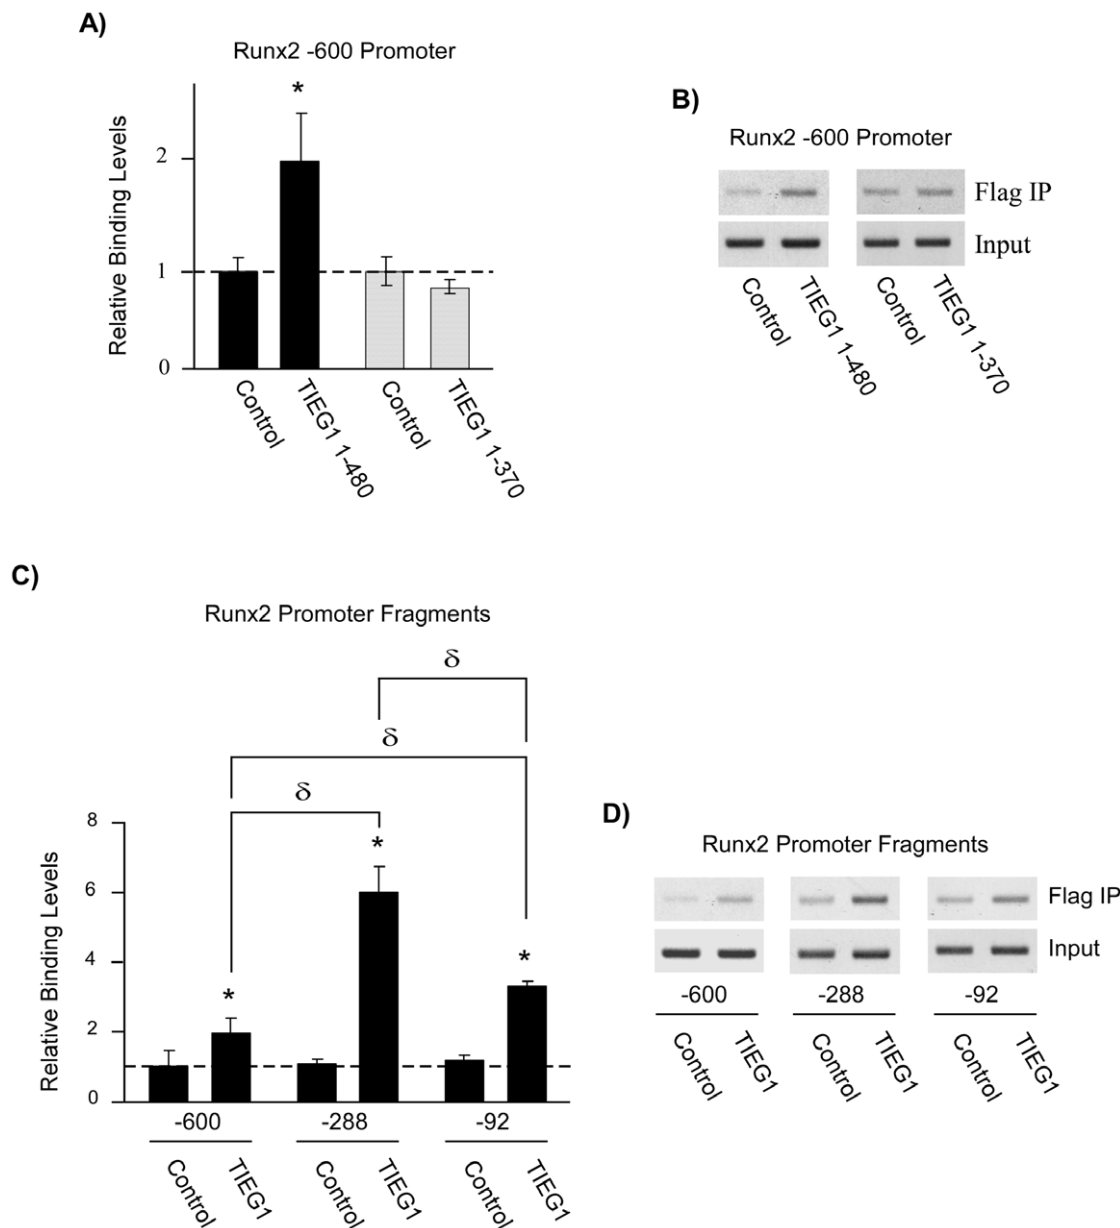 A)
Runx2 -600 Promoter
Relative Binding Levels
2
1
0
*
Control
TIEG1 1-480
Control
TIEG1 1-370
B)
Runx2 -600 Promoter
Flag IP
Input
Control
TIEG1 1-480
Control
TIEG1 1-370
C)
Runx2 Promoter Fragments
δ
δ
δ
Relative Binding Levels
8
6
4
2
0
*
*
*
-600
-288
-92
Control
TIEG1
Control
TIEG1
Control
TIEG1
D)
Runx2 Promoter Fragments
Flag IP
Input
-600
-288
-92
Control
TIEG1
Control
TIEG1
Control
TIEG1